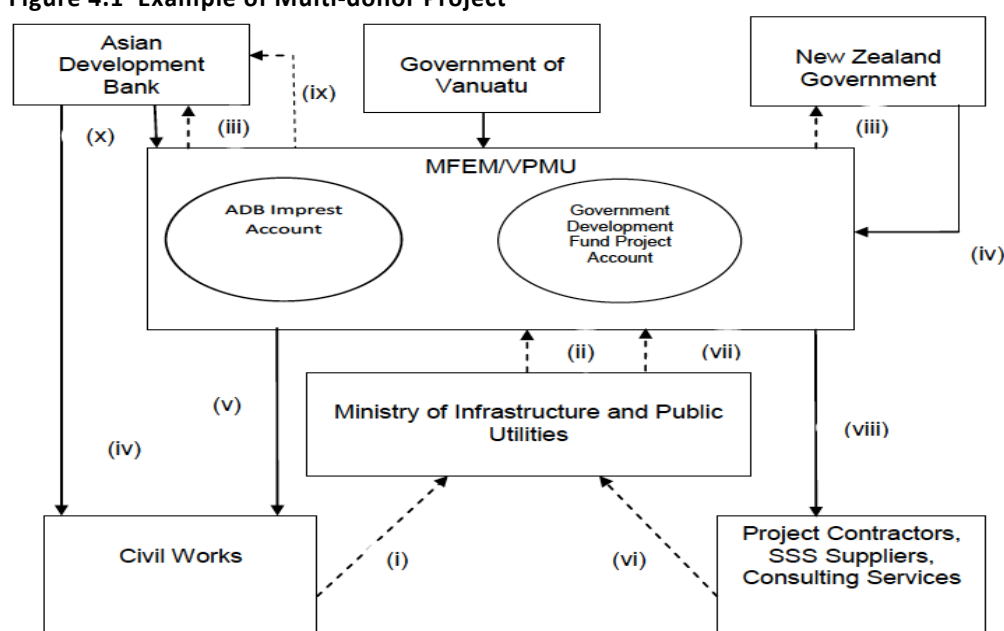 Figure 4.1 Example of Multi-donor Project
Asian
Development
Bank
Government of
Vanuatu
New Zealand
Government
(ix)
(x)
(iii)
(iii)
MFEM/VPMU
ADB Imprest
Account
Government
Development
Fund Project
Account
(iv)
(ii)
(vii)
Ministry of Infrastructure and Public
Utilities
(v)
(viii)
(iv)
Civil Works
(i)
(vi)
Project Contractors,
SSS Suppliers,
Consulting Services